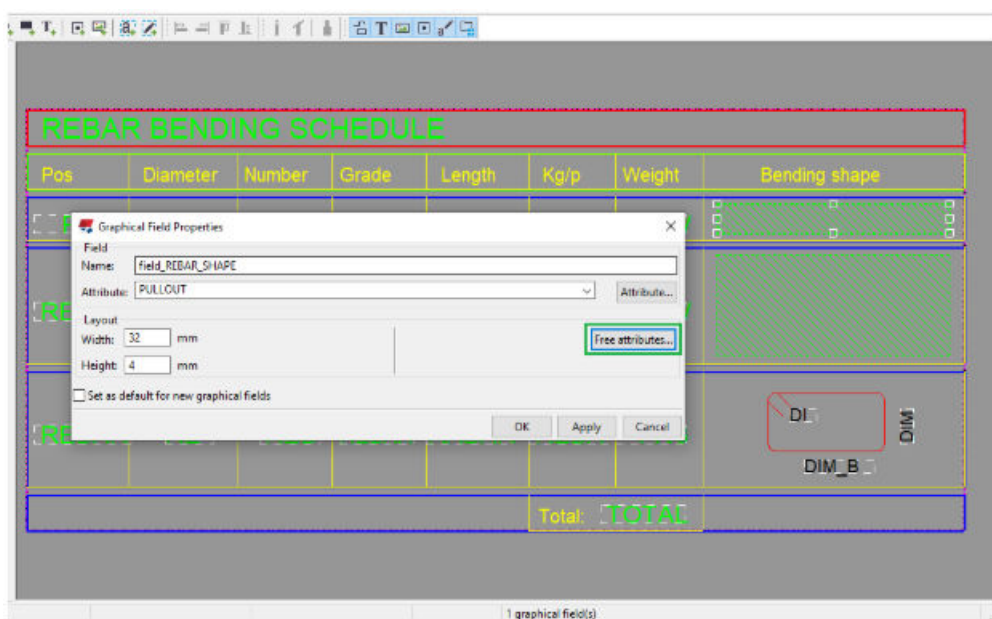 REBAR BENDING SCHEDULE
Pos Diameter Number Grade Length Kg/p Weight Bending shape
Graphical Field Properties
Field
Name: field_REBAR_SHAPE
Attribute: PULLOUT Attribute...
Layout
Width: 32 mm Free attributes...
Height: 4 mm
Set as default for new graphical fields
OK Apply Cancel
DI
DIM
DIM_B
Total: TOTAL
1 graphical field(s)